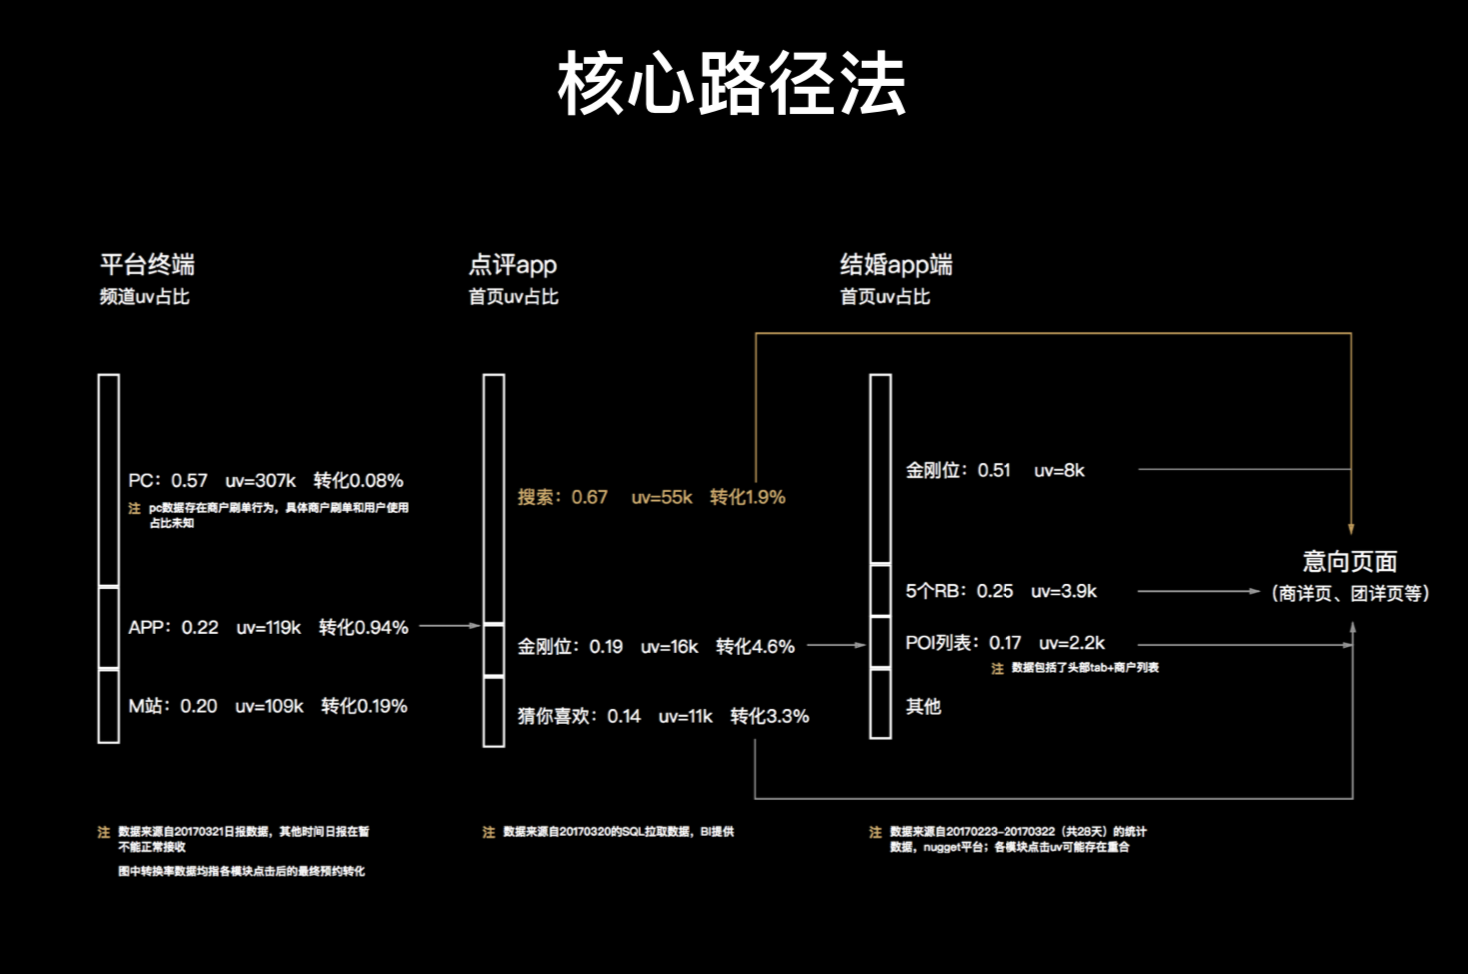 核心路径法
平台终端
频道uv占比
PC：0.57 uv=307k 转化0.08%
注 pc数据存在商户刷单行为，具体商户刷单和用户使用
占比未知
APP：0.22 uv=119k 转化0.94%
M站：0.20 uv=109k 转化0.19%
注 数据来源自20170321日报数据，其他时间日报在暂
不能正常接收
图中转换率数据均指各模块点击后的最终预约转化
点评app
首页uv占比
搜索：0.67 uv=55k 转化1.9%
金刚位：0.19 uv=16k 转化4.6%
猜你喜欢：0.14 uv=11k 转化3.3%
注 数据来源自20170320的SQL拉取数据，BI提供
结婚app端
首页uv占比
金刚位：0.51 uv=8k
5个RB：0.25 uv=3.9k
POI列表：0.17 uv=2.2k
注 数据包括了头部tab+商户列表
其他
注 数据来源自20170223-20170322（共28天）的统计
数据，nugget平台；各模块点击uv可能存在重合
意向页面
（商详页、团详页等）